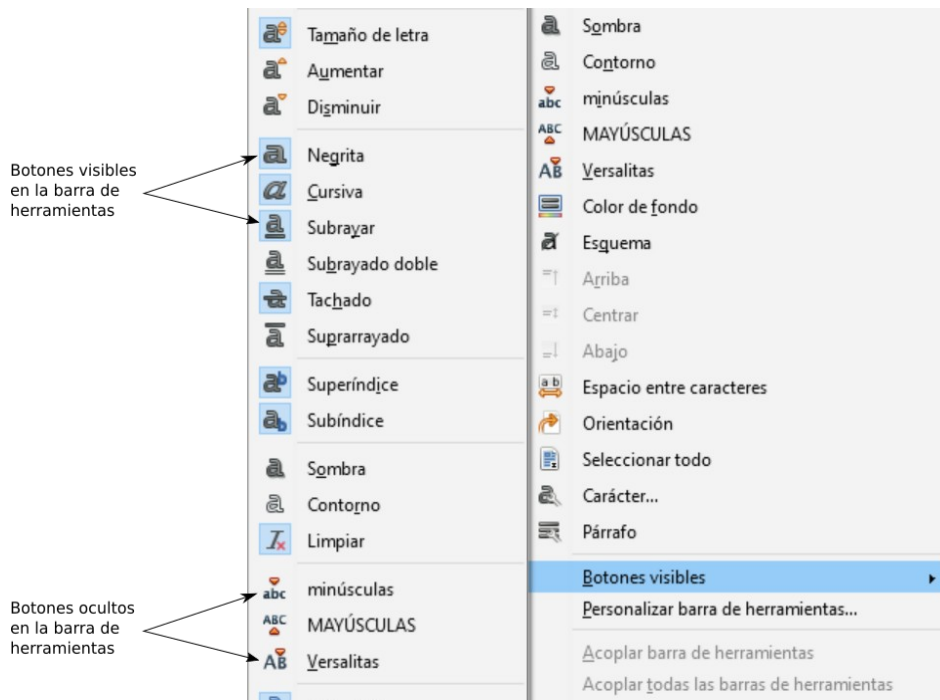 Botones visibles
en la barra de
herramientas
Botones ocultos
en la barra de
herramientas
Tamaño de letra
Aumentar
Disminuir
Negrita
Cursiva
Subrayar
Subrayado doble
Tachado
Suprarrayado
Superíndice
Subíndice
Sombra
Contorno
Limpiar
minúsculas
MAYÚSCULAS
Versalitas
Sombra
Contorno
minúsculas
MAYÚSCULAS
Versalitas
Color de fondo
Esquema
Arriba
Centrar
Abajo
Espacio entre caracteres
Orientación
Seleccionar todo
Carácter...
Párrafo
Botones visibles
Personalizar barra de herramientas...
Acoplar barra de herramientas
Acoplar todas las barras de herramientas